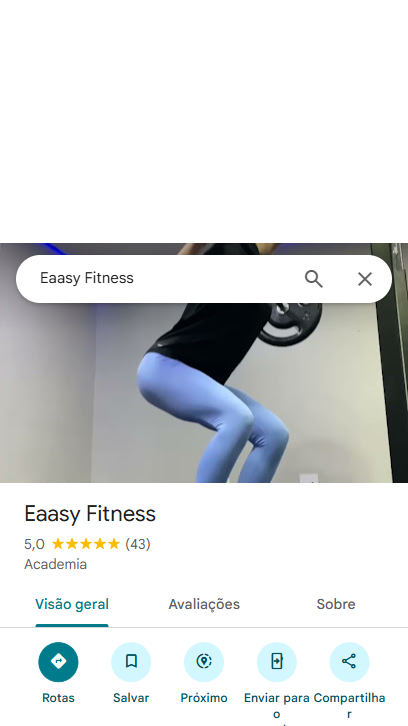 Eaasy Fitness
Eaasy Fitness
5,0 ★★★★★ (43)
Academia
Visão geral Avaliações Sobre
Rotas Salvar Próximo Enviar para o Compartilhar